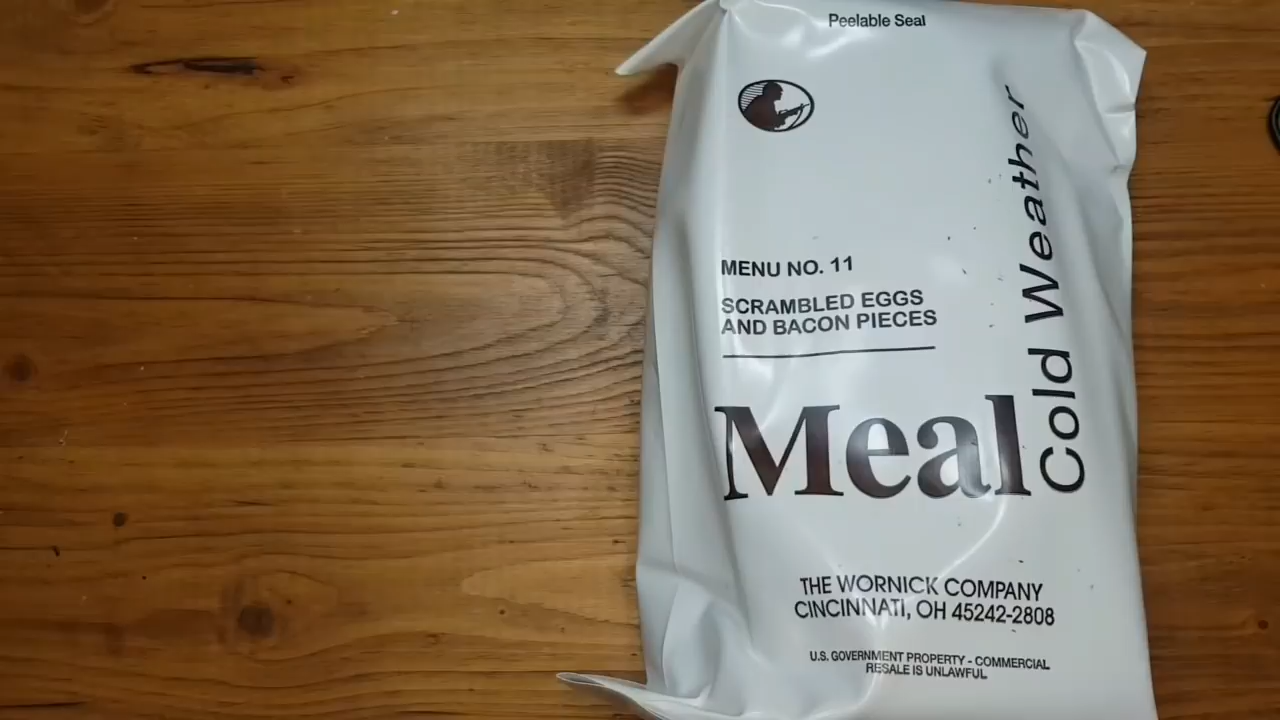 Peelable Seal
MENU NO. 11
SCRAMBLED EGGS
AND BACON PIECES
Meal
Cold Weather
THE WORNICK COMPANY
CINCINNATI, OH 45242-2808
U.S. GOVERNMENT PROPERTY - COMMERCIAL
RESALE IS UNLAWFUL